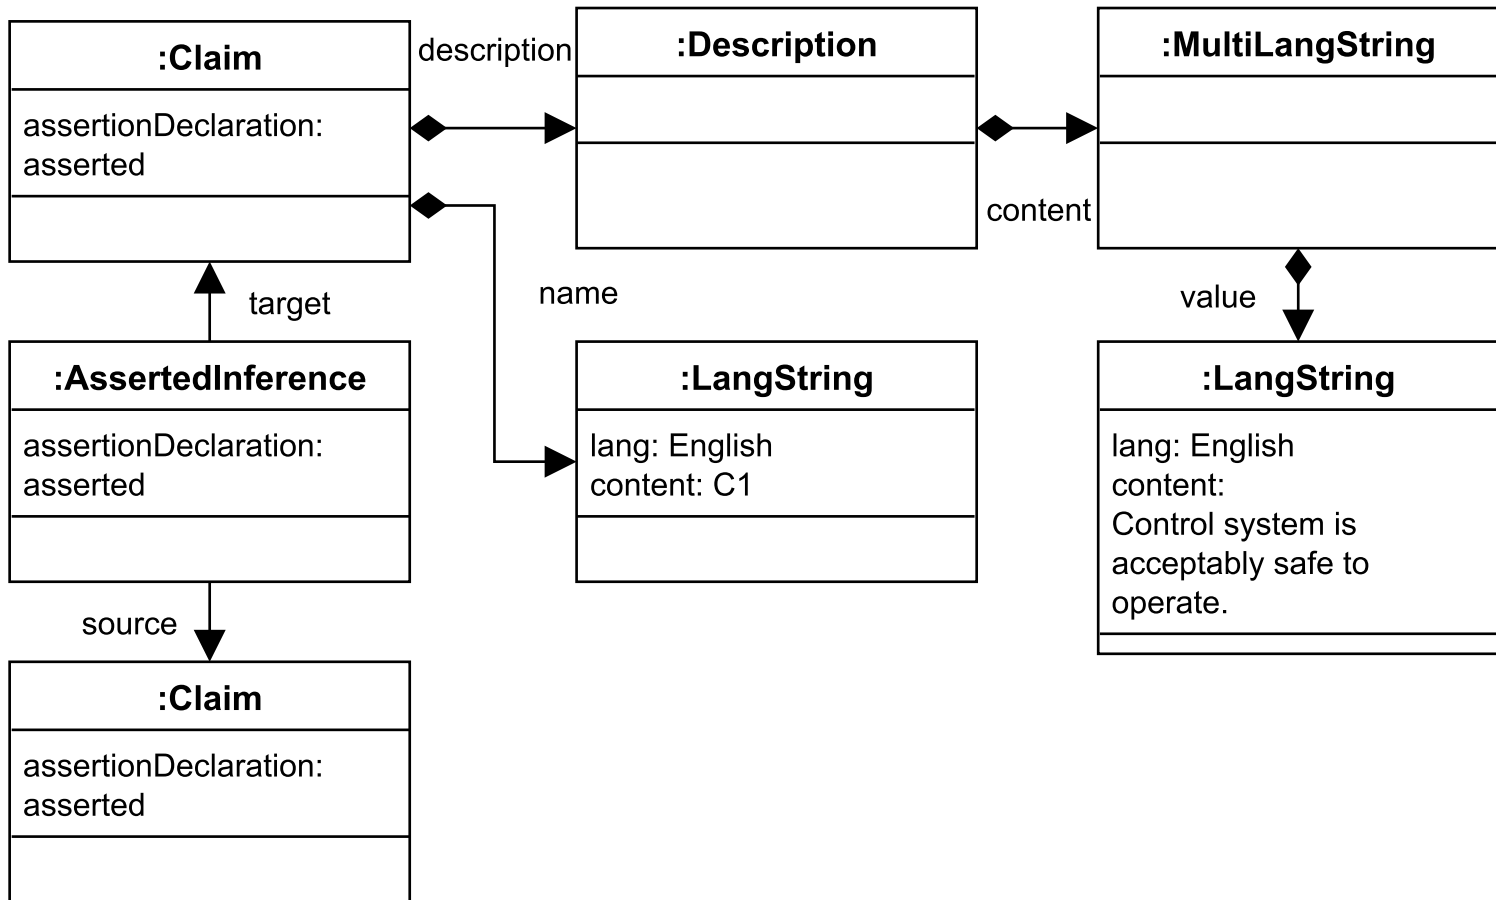 :Claim
assertionDeclaration:
asserted
description
:Description
content
:MultiLangString
value
name
target
:AssertedInference
assertionDeclaration:
asserted
:LangString
lang: English
content: C1
:LangString
lang: English
content:
Control system is
acceptably safe to
operate.
source
:Claim
assertionDeclaration:
asserted